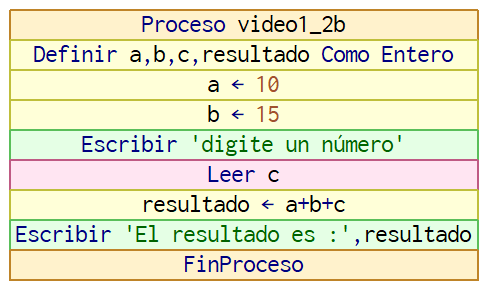 Proceso video1_2b
Definir a,b,c,resultado Como Entero
a ← 10
b ← 15
Escribir 'digite un número'
Leer c
resultado ← a+b+c
Escribir 'El resultado es :',resultado
FinProceso